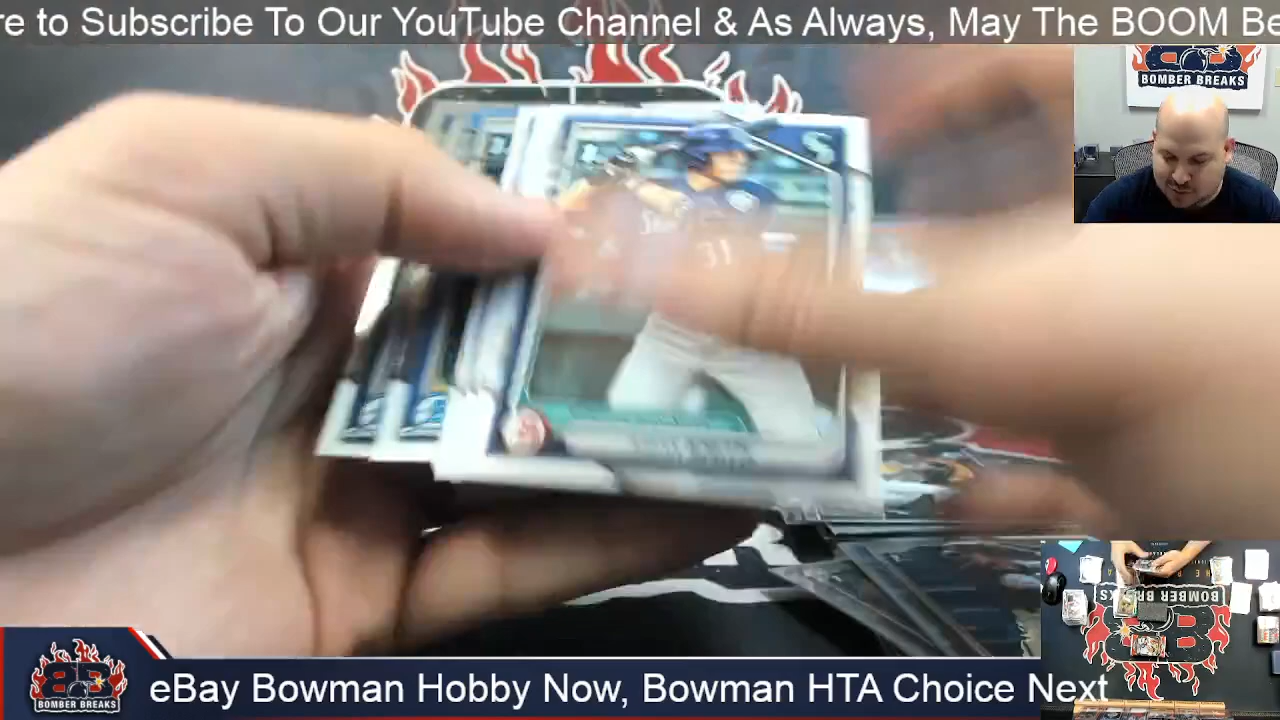 re to Subscribe To Our YouTube Channel & As Always, May The BOOM Be
BOMBER BREAKS
31
BOMBER BREAKS
BOMBER BREAKS
eBay Bowman Hobby Now, Bowman HTA Choice Next